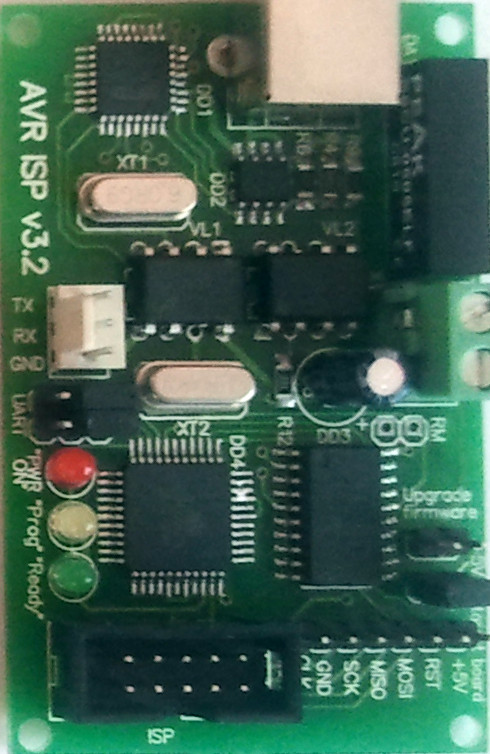 AVR ISP v3.2
DD1
XT1
DD2
VL1
VL2
TX
RX
GND
UART
XT2
DD4
R12
DD3
+
RM
"Prog"
"Ready"
Upgrade
firmware
GND
SCK
MISO
MOSI
RST
+5V
board
ISP